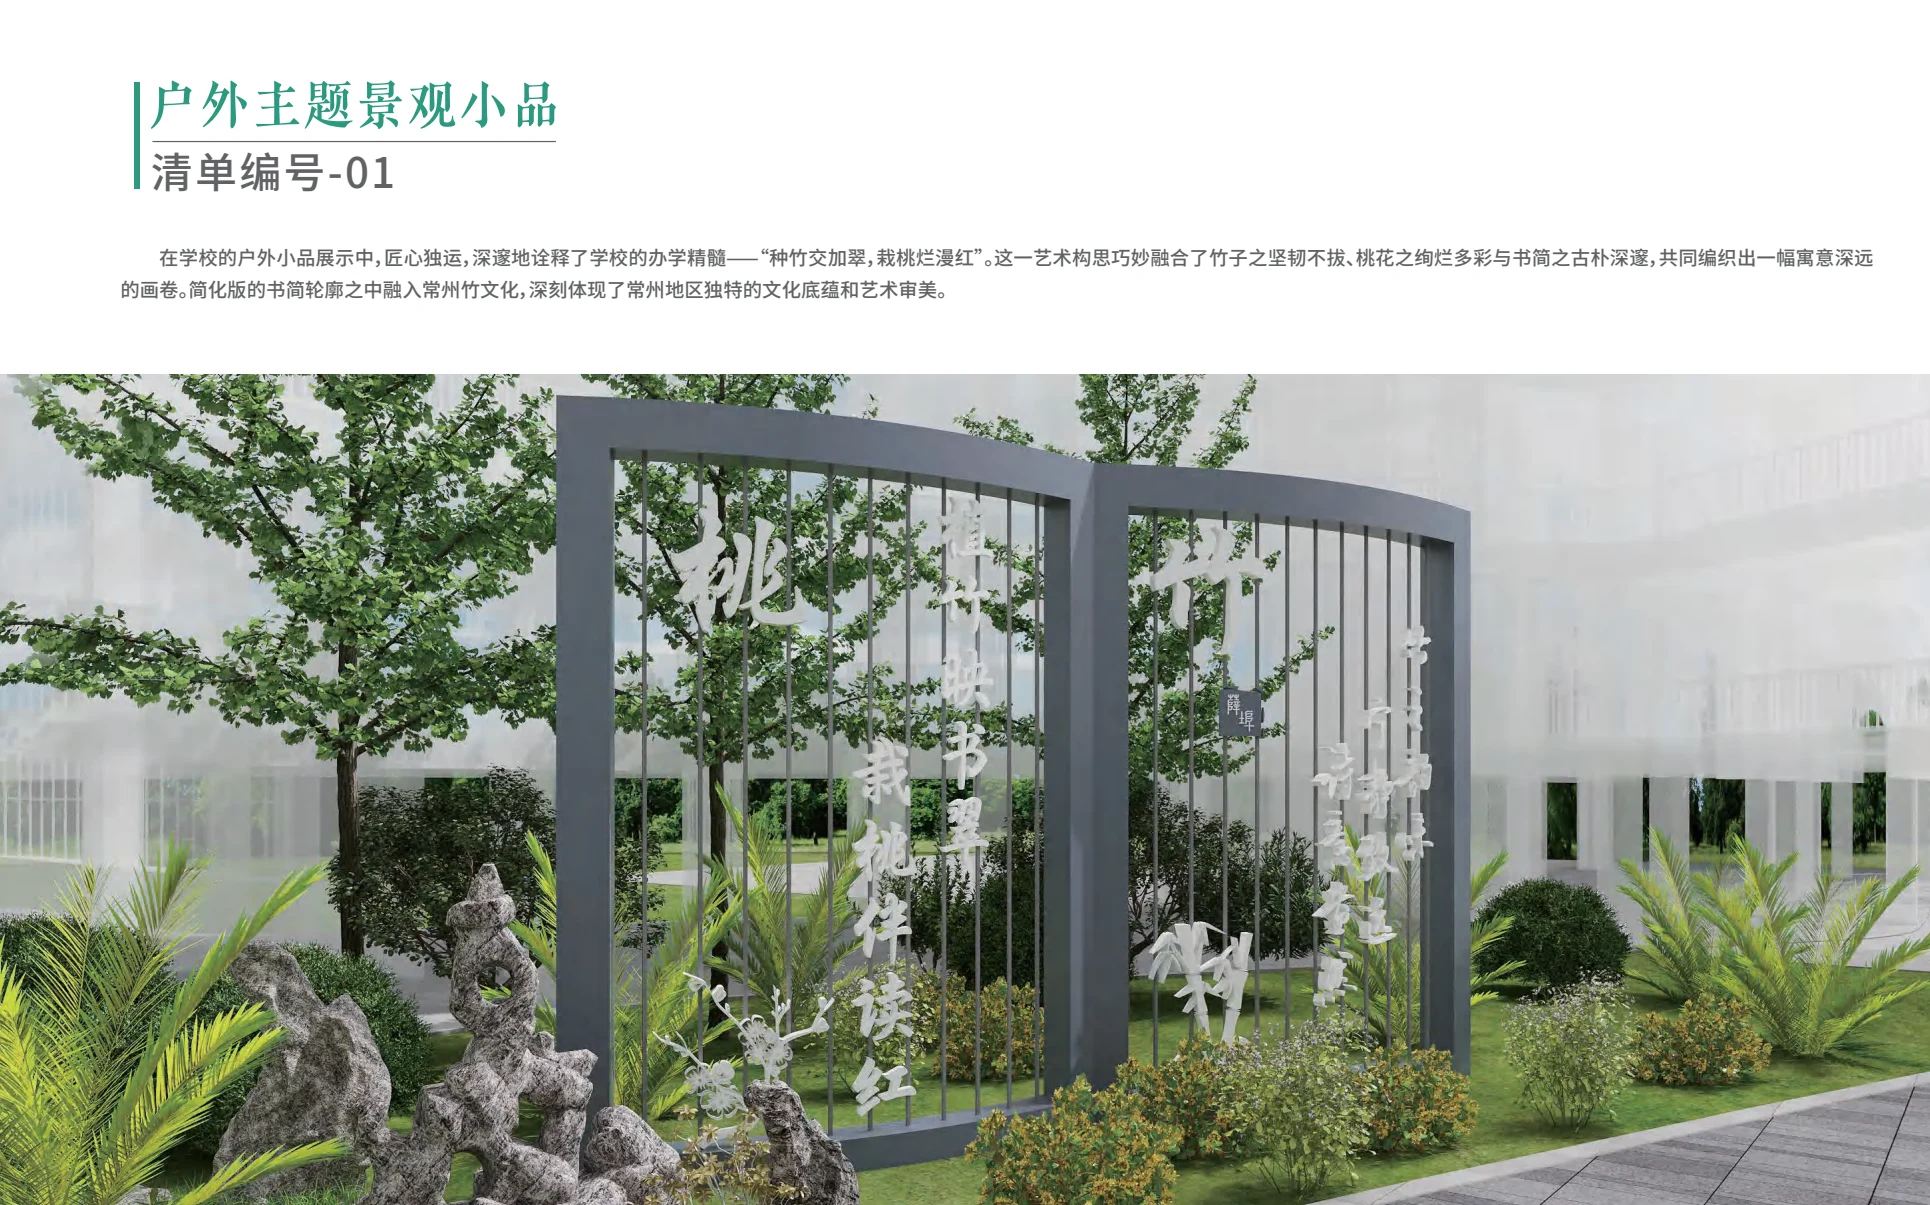 户外主题景观小品
清单编号-01
在学校的户外小品展示中，匠心独运，深邃地诠释了学校的办学精髓——“种竹交加翠，栽桃烂漫红”。这一艺术构思巧妙融合了竹子之坚韧不拔、桃花之绚烂多彩与书简之古朴深邃，共同编织出一幅寓意深远
的画卷。简化版的书简轮廓之中融入常州竹文化，深刻体现了常州地区独特的文化底蕴和艺术审美。
桃
植竹映书翠
栽桃伴读红
竹
薛埠